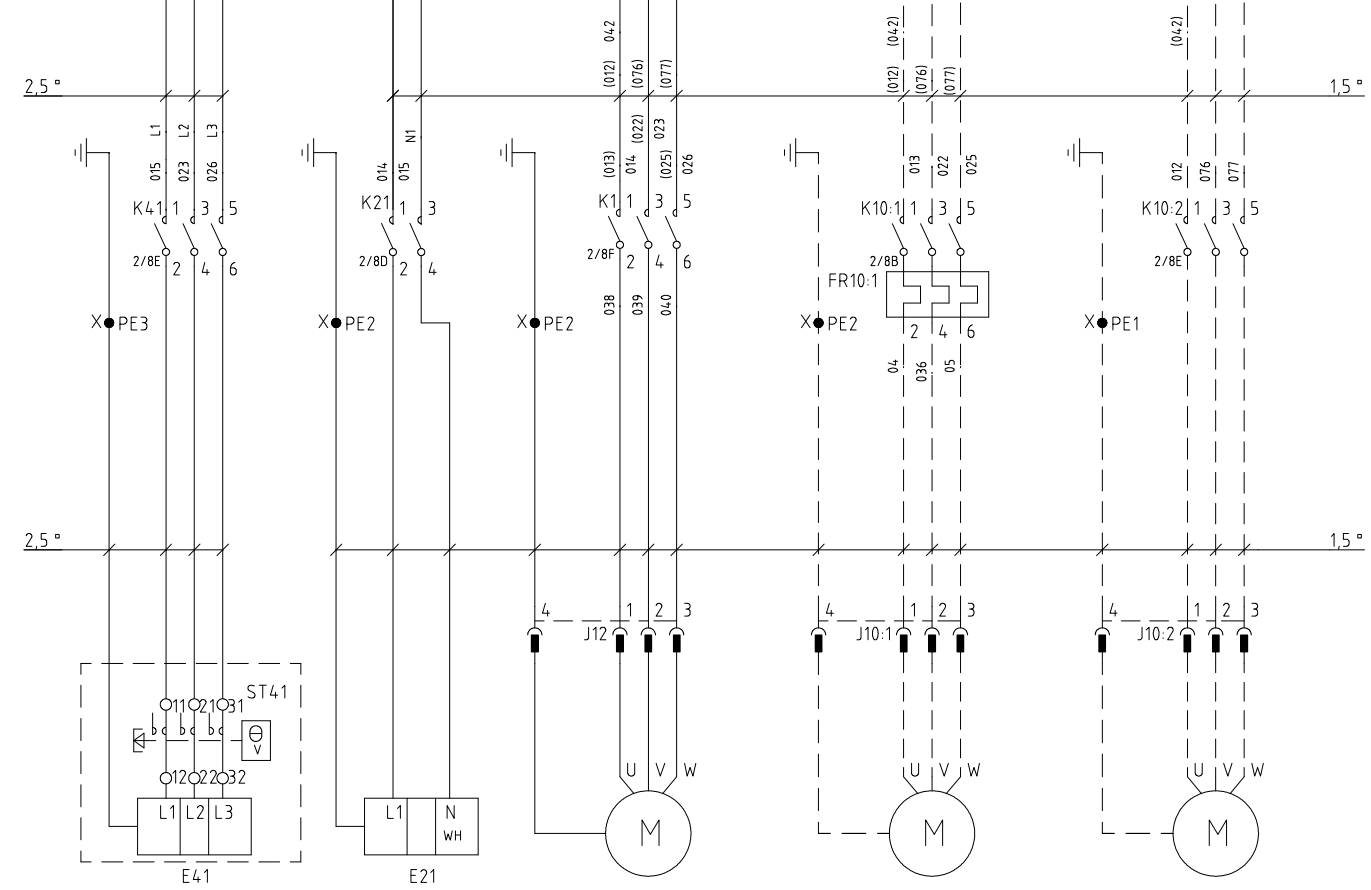 042 (042) (042)
(012) (076) (077) (012) (076) (077)
2,5 ▫ 1,5 ▫
L1 L2 L3 N1 (022) 023
015 023 026 014 015 (013) 014 (025) 026 013 022 025 012 076 077
K41 1 3 5 K21 1 3 K1 1 3 5 K10:1 1 3 5 K10:2 1 3 5
2/8E 2 4 6 2/8D 2 4 2/8F 2 4 6 2/8B 2/8E
FR10:1
038 039 040
X PE3 X PE2 X PE2 X PE2 2 4 6 X PE1
04 036 05
2,5 ▫ 1,5 ▫
4 1 2 3 4 1 2 3 4 1 2 3
J12 J10:1 J10:2
ST41
11 21 31
θ
V
12 22 32
U V W U V W U V W
L1 L2 L3 L1 N
WH
M M M
E41 E21